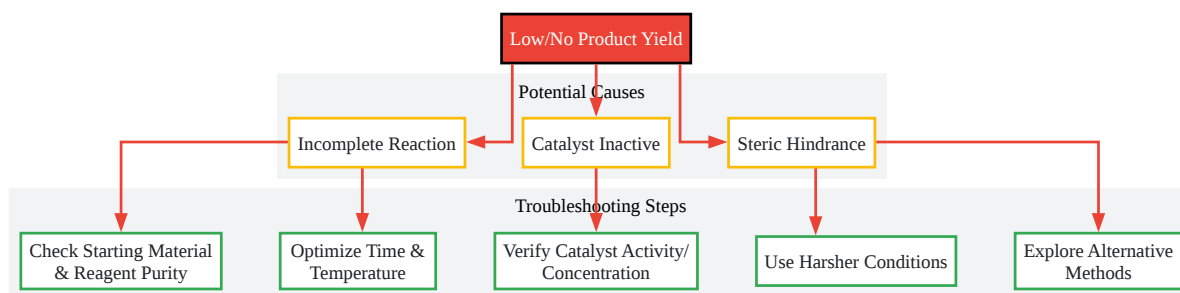 Low/No Product Yield
Potential Causes
Incomplete Reaction
Catalyst Inactive
Steric Hindrance
Troubleshooting Steps
Check Starting Material
& Reagent Purity
Optimize Time &
Temperature
Verify Catalyst Activity/
Concentration
Use Harsher Conditions
Explore Alternative
Methods